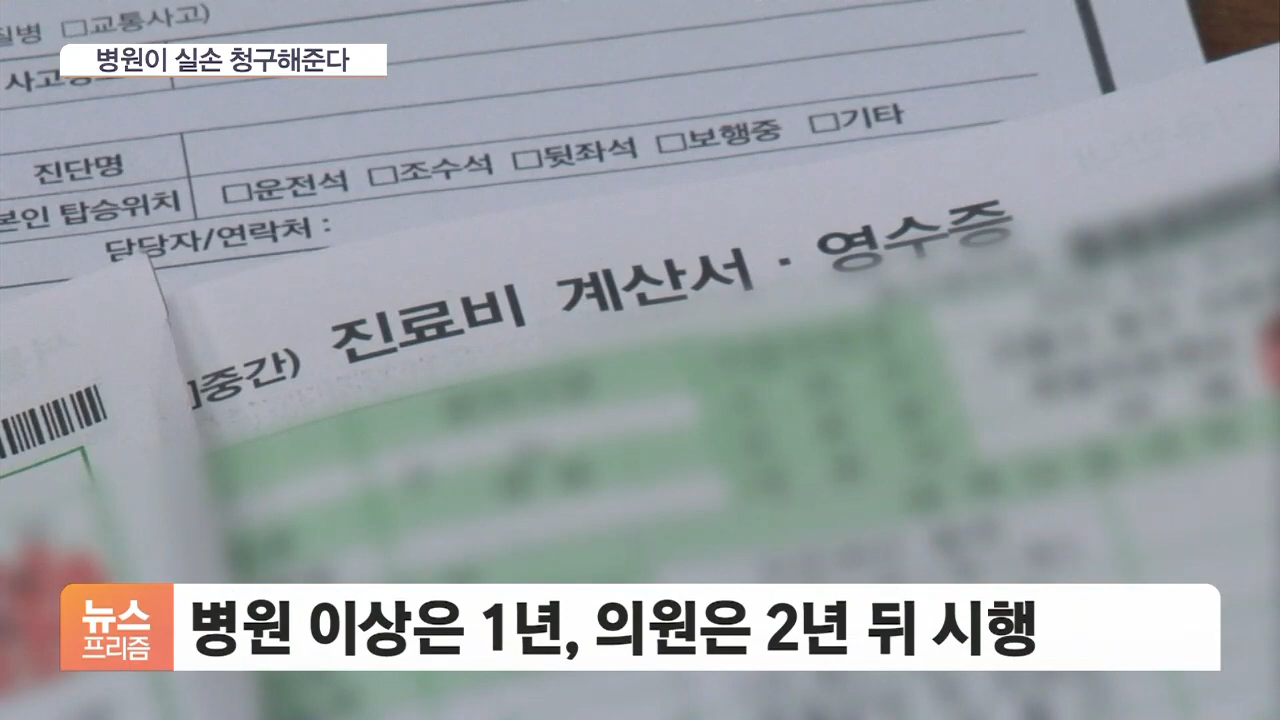 질병 □교통사고)
병원이 실손 청구해준다
진단명
본인 탑승위치 □운전석 □조수석 □뒷좌석 □보행중 □기타
담당자/연락처 :
]중간) 진료비 계산서 · 영수증
뉴스
프리즘
병원 이상은 1년, 의원은 2년 뒤 시행